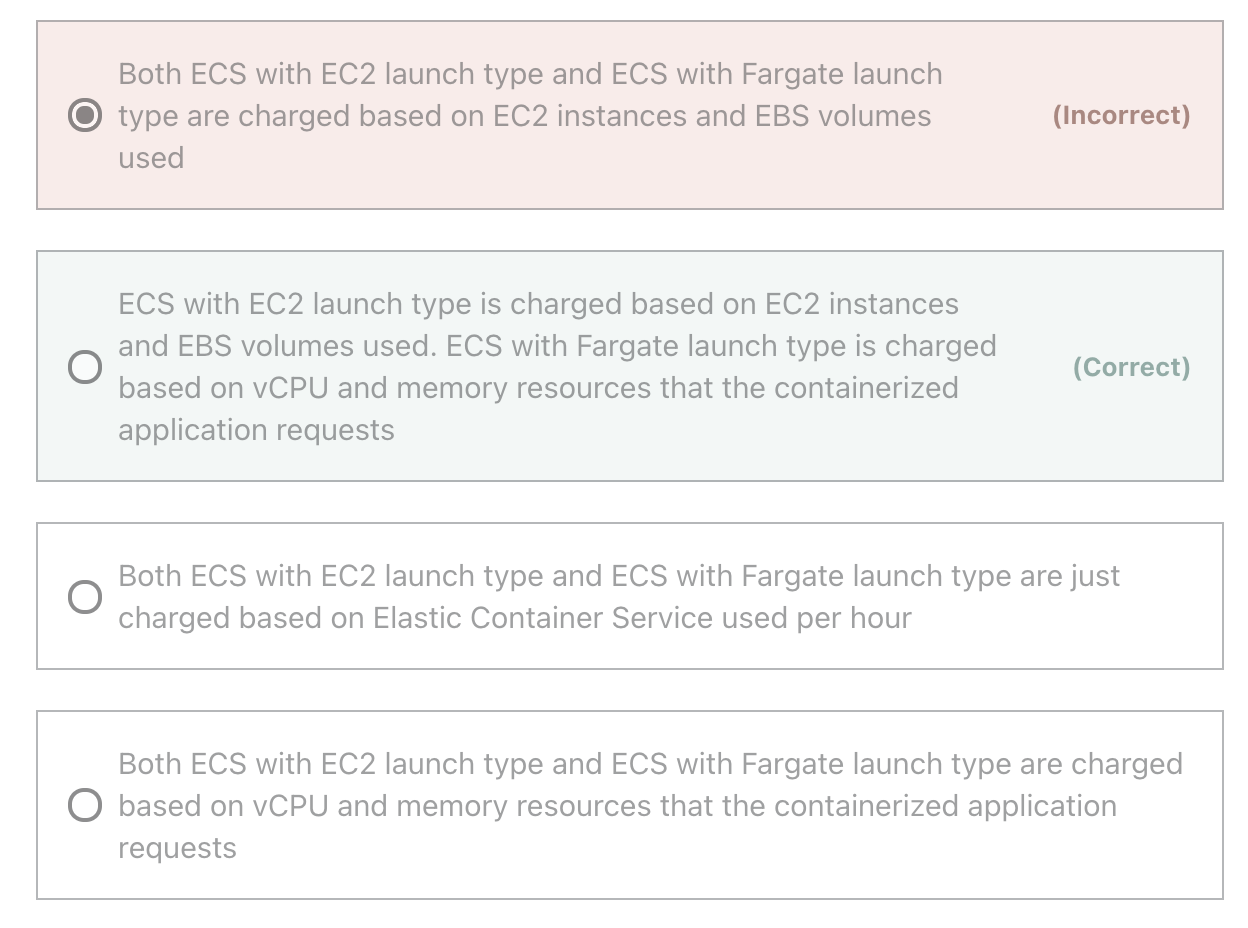 Both ECS with EC2 launch type and ECS with Fargate launch
type are charged based on EC2 instances and EBS volumes
used
(Incorrect)
ECS with EC2 launch type is charged based on EC2 instances
and EBS volumes used. ECS with Fargate launch type is charged
based on vCPU and memory resources that the containerized
application requests
(Correct)
Both ECS with EC2 launch type and ECS with Fargate launch type are just
charged based on Elastic Container Service used per hour
Both ECS with EC2 launch type and ECS with Fargate launch type are charged
based on vCPU and memory resources that the containerized application
requests